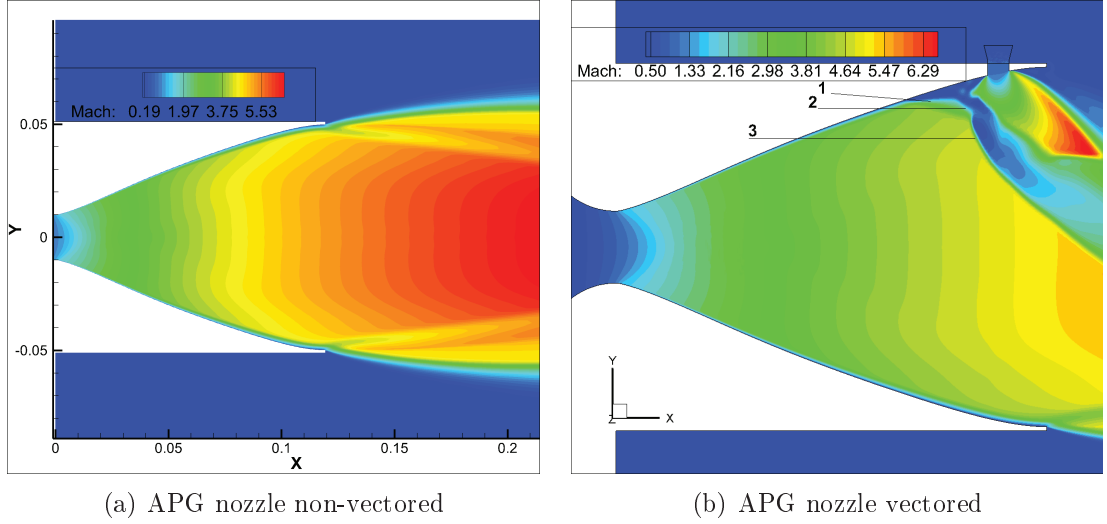 Mach: 0.19 1.97 3.75 5.53
0.05
0
-0.05
Y
0 0.05 0.1 0.15 0.2
X
Mach: 0.50 1.33 2.16 2.98 3.81 4.64 5.47 6.29
1
2
3
Y
Z X
(a) APG nozzle non-vectored
(b) APG nozzle vectored